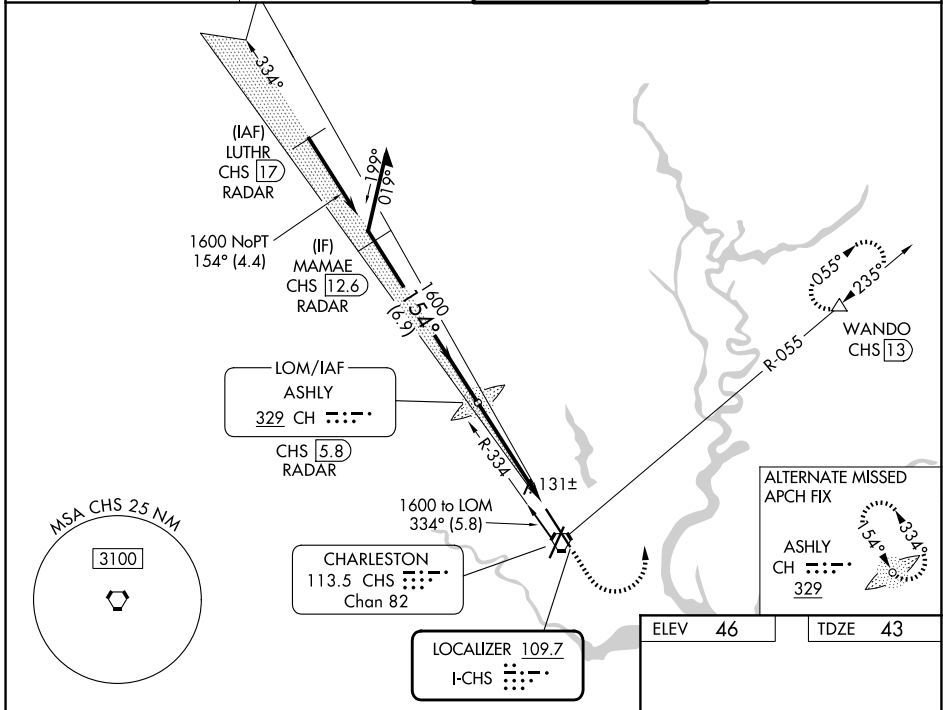 334°
(IAF)
LUTHR
CHS 17
RADAR
199°
019°
1600 NoPT
154° (4.4)
(IF)
MAMAE
CHS 12.6
RADAR
1600
154°
(6.9)
055°
235°
WANDO
CHS 13
R-055
LOM/IAF
ASHLY
329 CH
CHS 5.8
RADAR
R-334
131±
1600 to LOM
334° (5.8)
MSA CHS 25 NM
3100
CHARLESTON
113.5 CHS
Chan 82
LOCALIZER 109.7
I-CHS
ALTERNATE MISSED
APCH FIX
154°
334°
ASHLY
CH
329
ELEV 46
TDZE 43